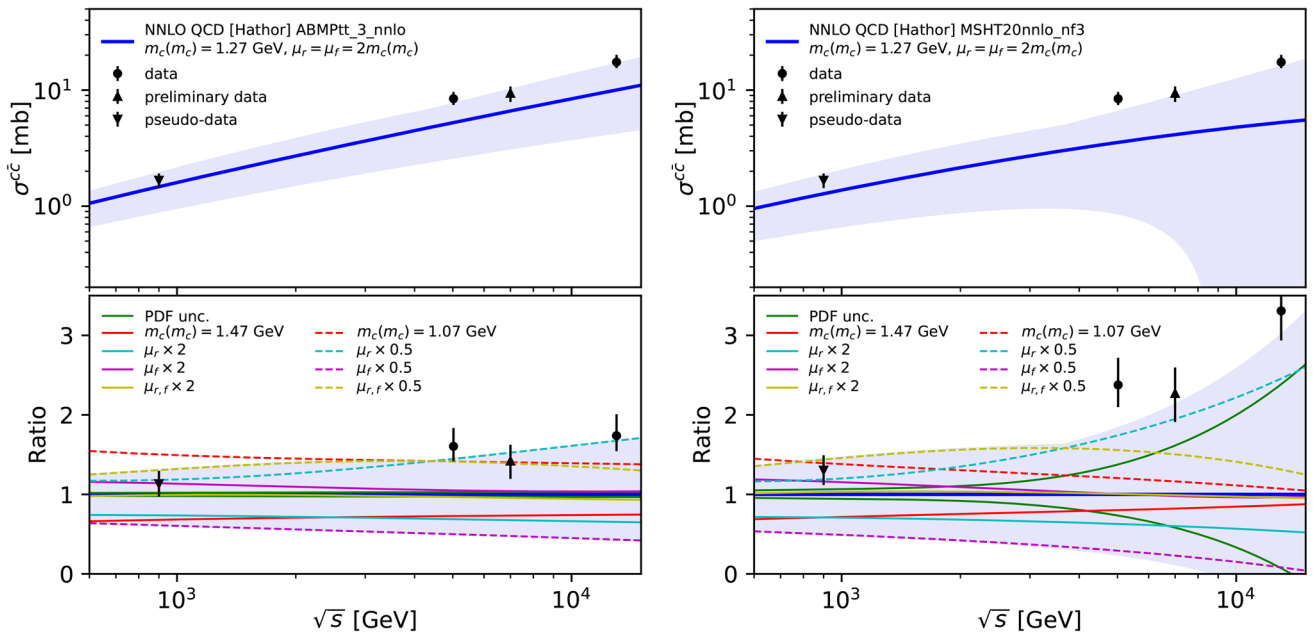 NNLO QCD [Hathor] ABMPtt_3_nnlo
m_c(m_c) = 1.27 GeV, μ_r = μ_f = 2m_c(m_c)
data
preliminary data
pseudo-data
10^1
10^0
σ^{cc̄} [mb]
PDF unc.
m_c(m_c) = 1.47 GeV
m_c(m_c) = 1.07 GeV
μ_r × 2
μ_r × 0.5
μ_f × 2
μ_f × 0.5
μ_{r,f} × 2
μ_{r,f} × 0.5
3
2
1
0
Ratio
10^3
10^4
√s [GeV]
NNLO QCD [Hathor] MSHT20nnlo_nf3
m_c(m_c) = 1.27 GeV, μ_r = μ_f = 2m_c(m_c)
data
preliminary data
pseudo-data
10^1
10^0
σ^{cc̄} [mb]
PDF unc.
m_c(m_c) = 1.47 GeV
m_c(m_c) = 1.07 GeV
μ_r × 2
μ_r × 0.5
μ_f × 2
μ_f × 0.5
μ_{r,f} × 2
μ_{r,f} × 0.5
3
2
1
0
Ratio
10^3
10^4
√s [GeV]